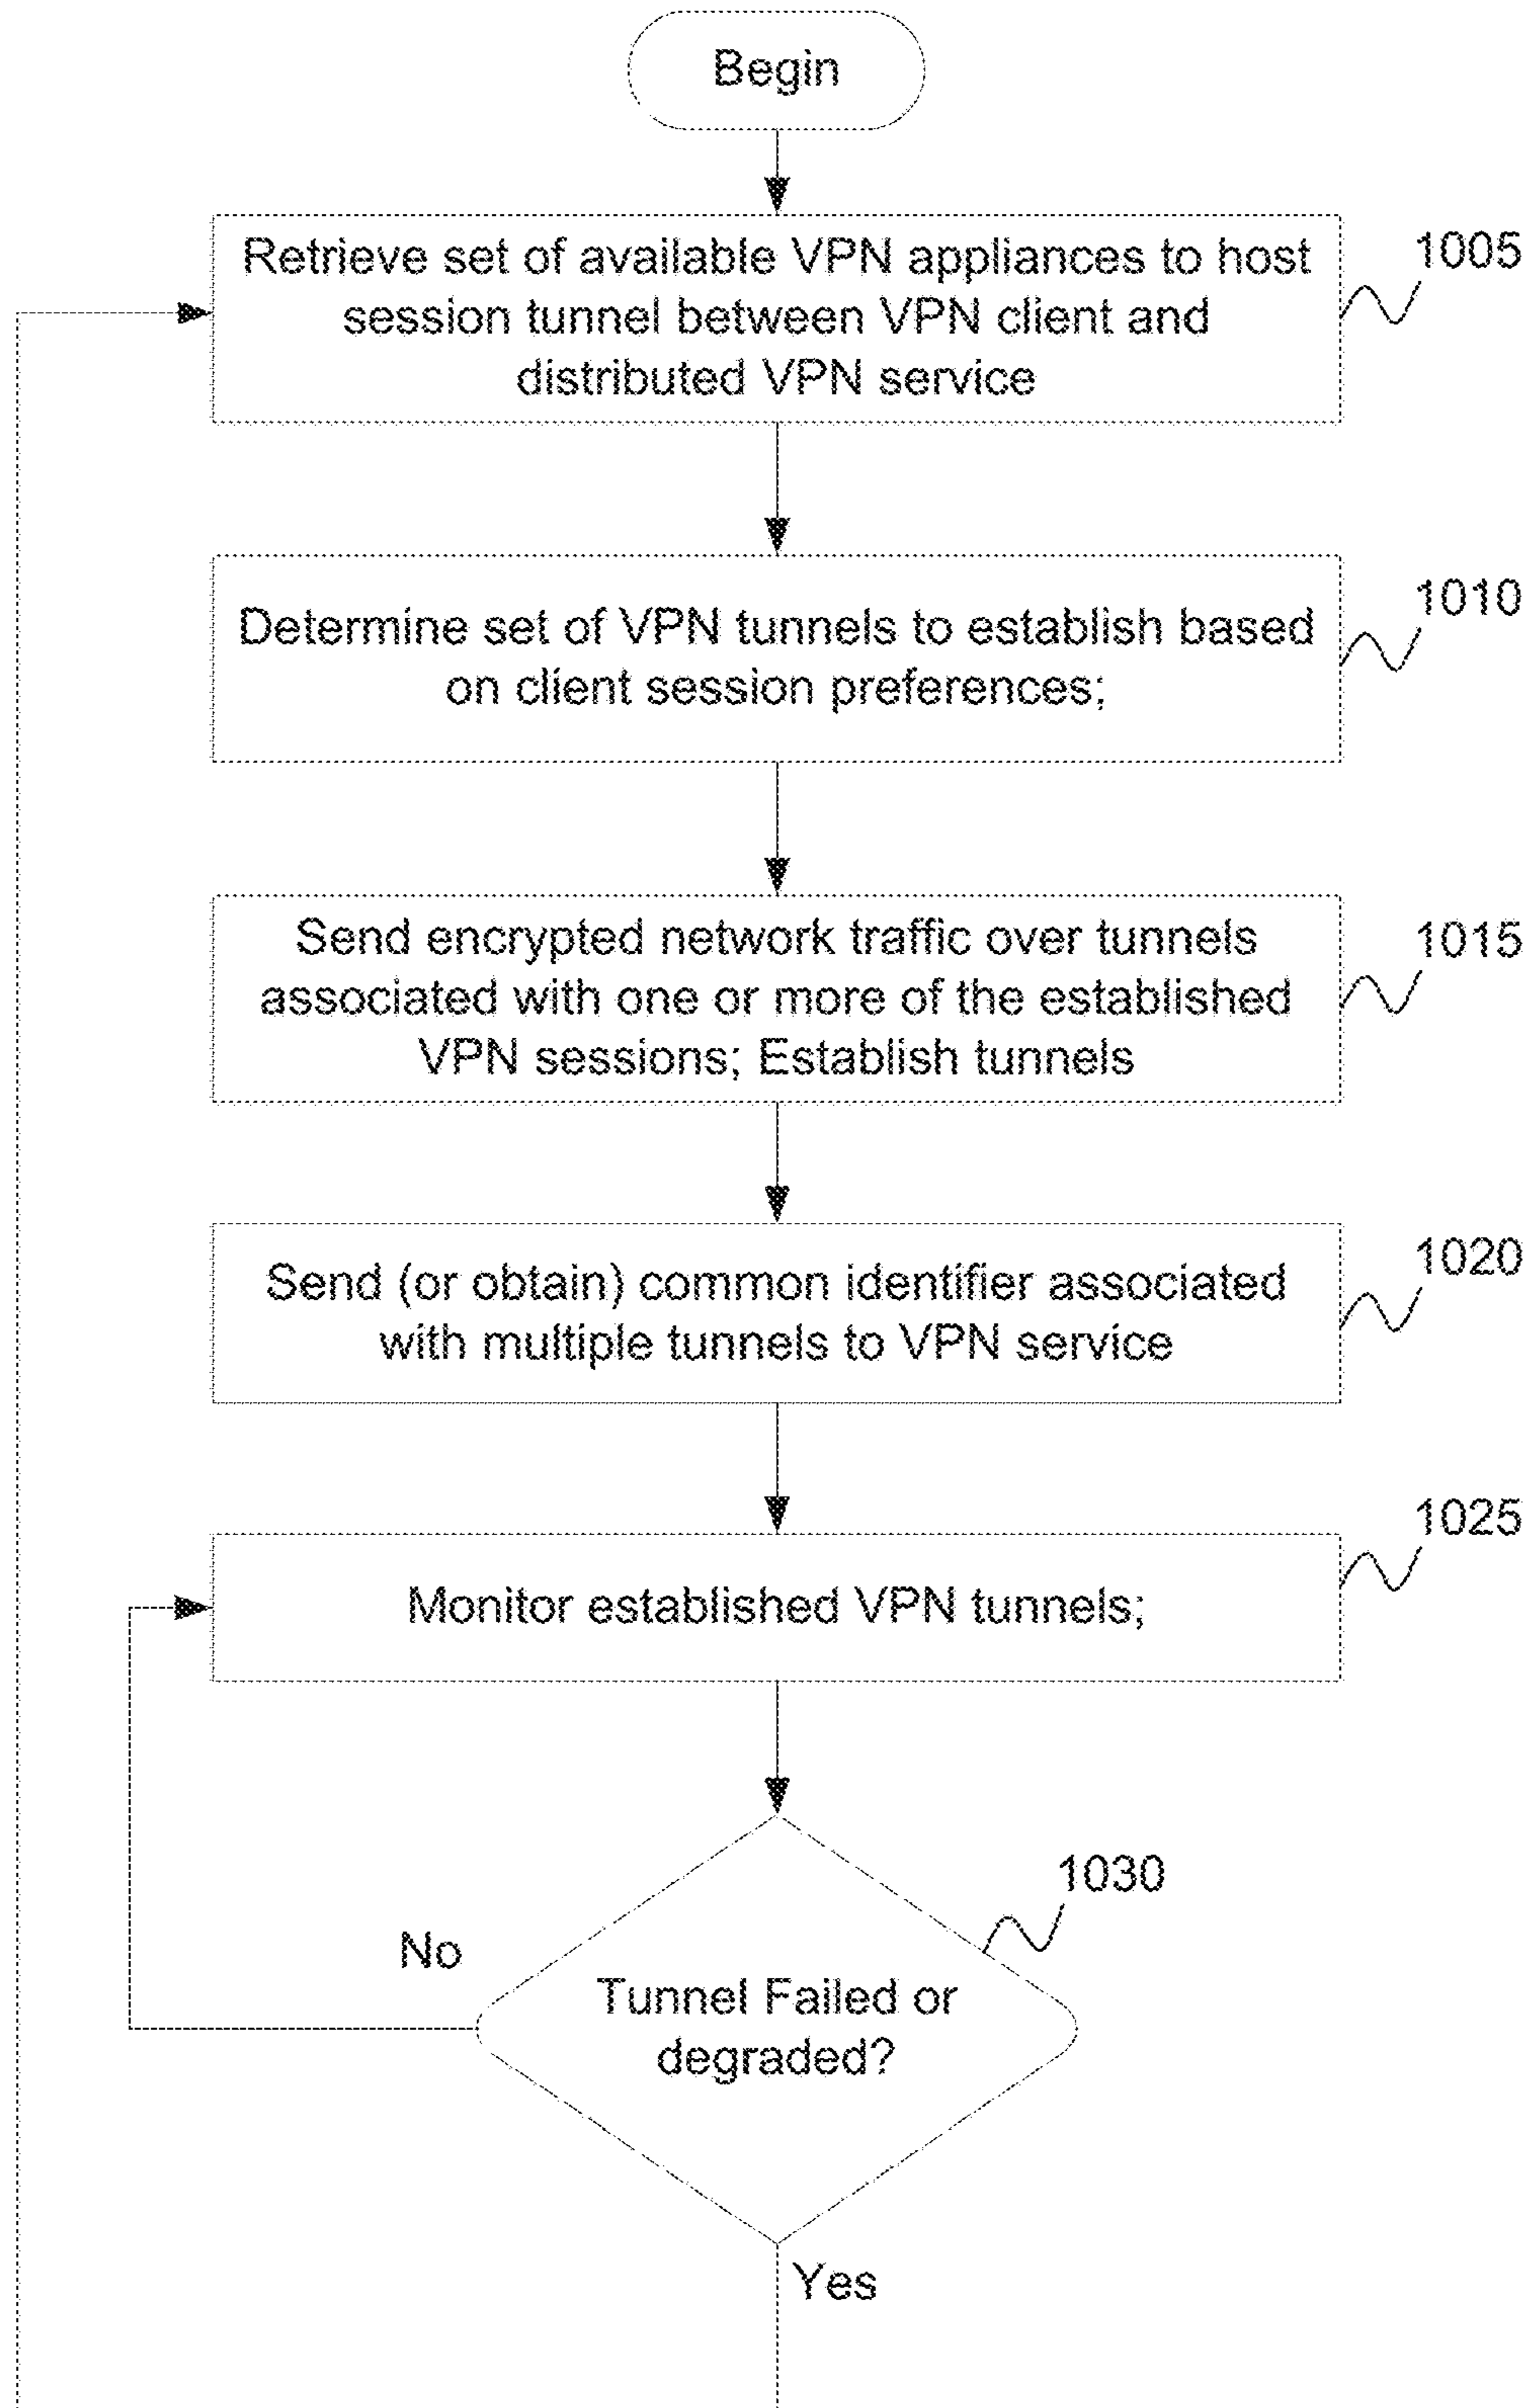 Begin
Retrieve set of available VPN appliances to host
session tunnel between VPN client and
distributed VPN service
1005
Determine set of VPN tunnels to establish based
on client session preferences;
1010
Send encrypted network traffic over tunnels
associated with one or more of the established
VPN sessions; Establish tunnels
1015
Send (or obtain) common identifier associated
with multiple tunnels to VPN service
1020
Monitor established VPN tunnels;
1025
Tunnel Failed or
degraded?
1030
No
Yes